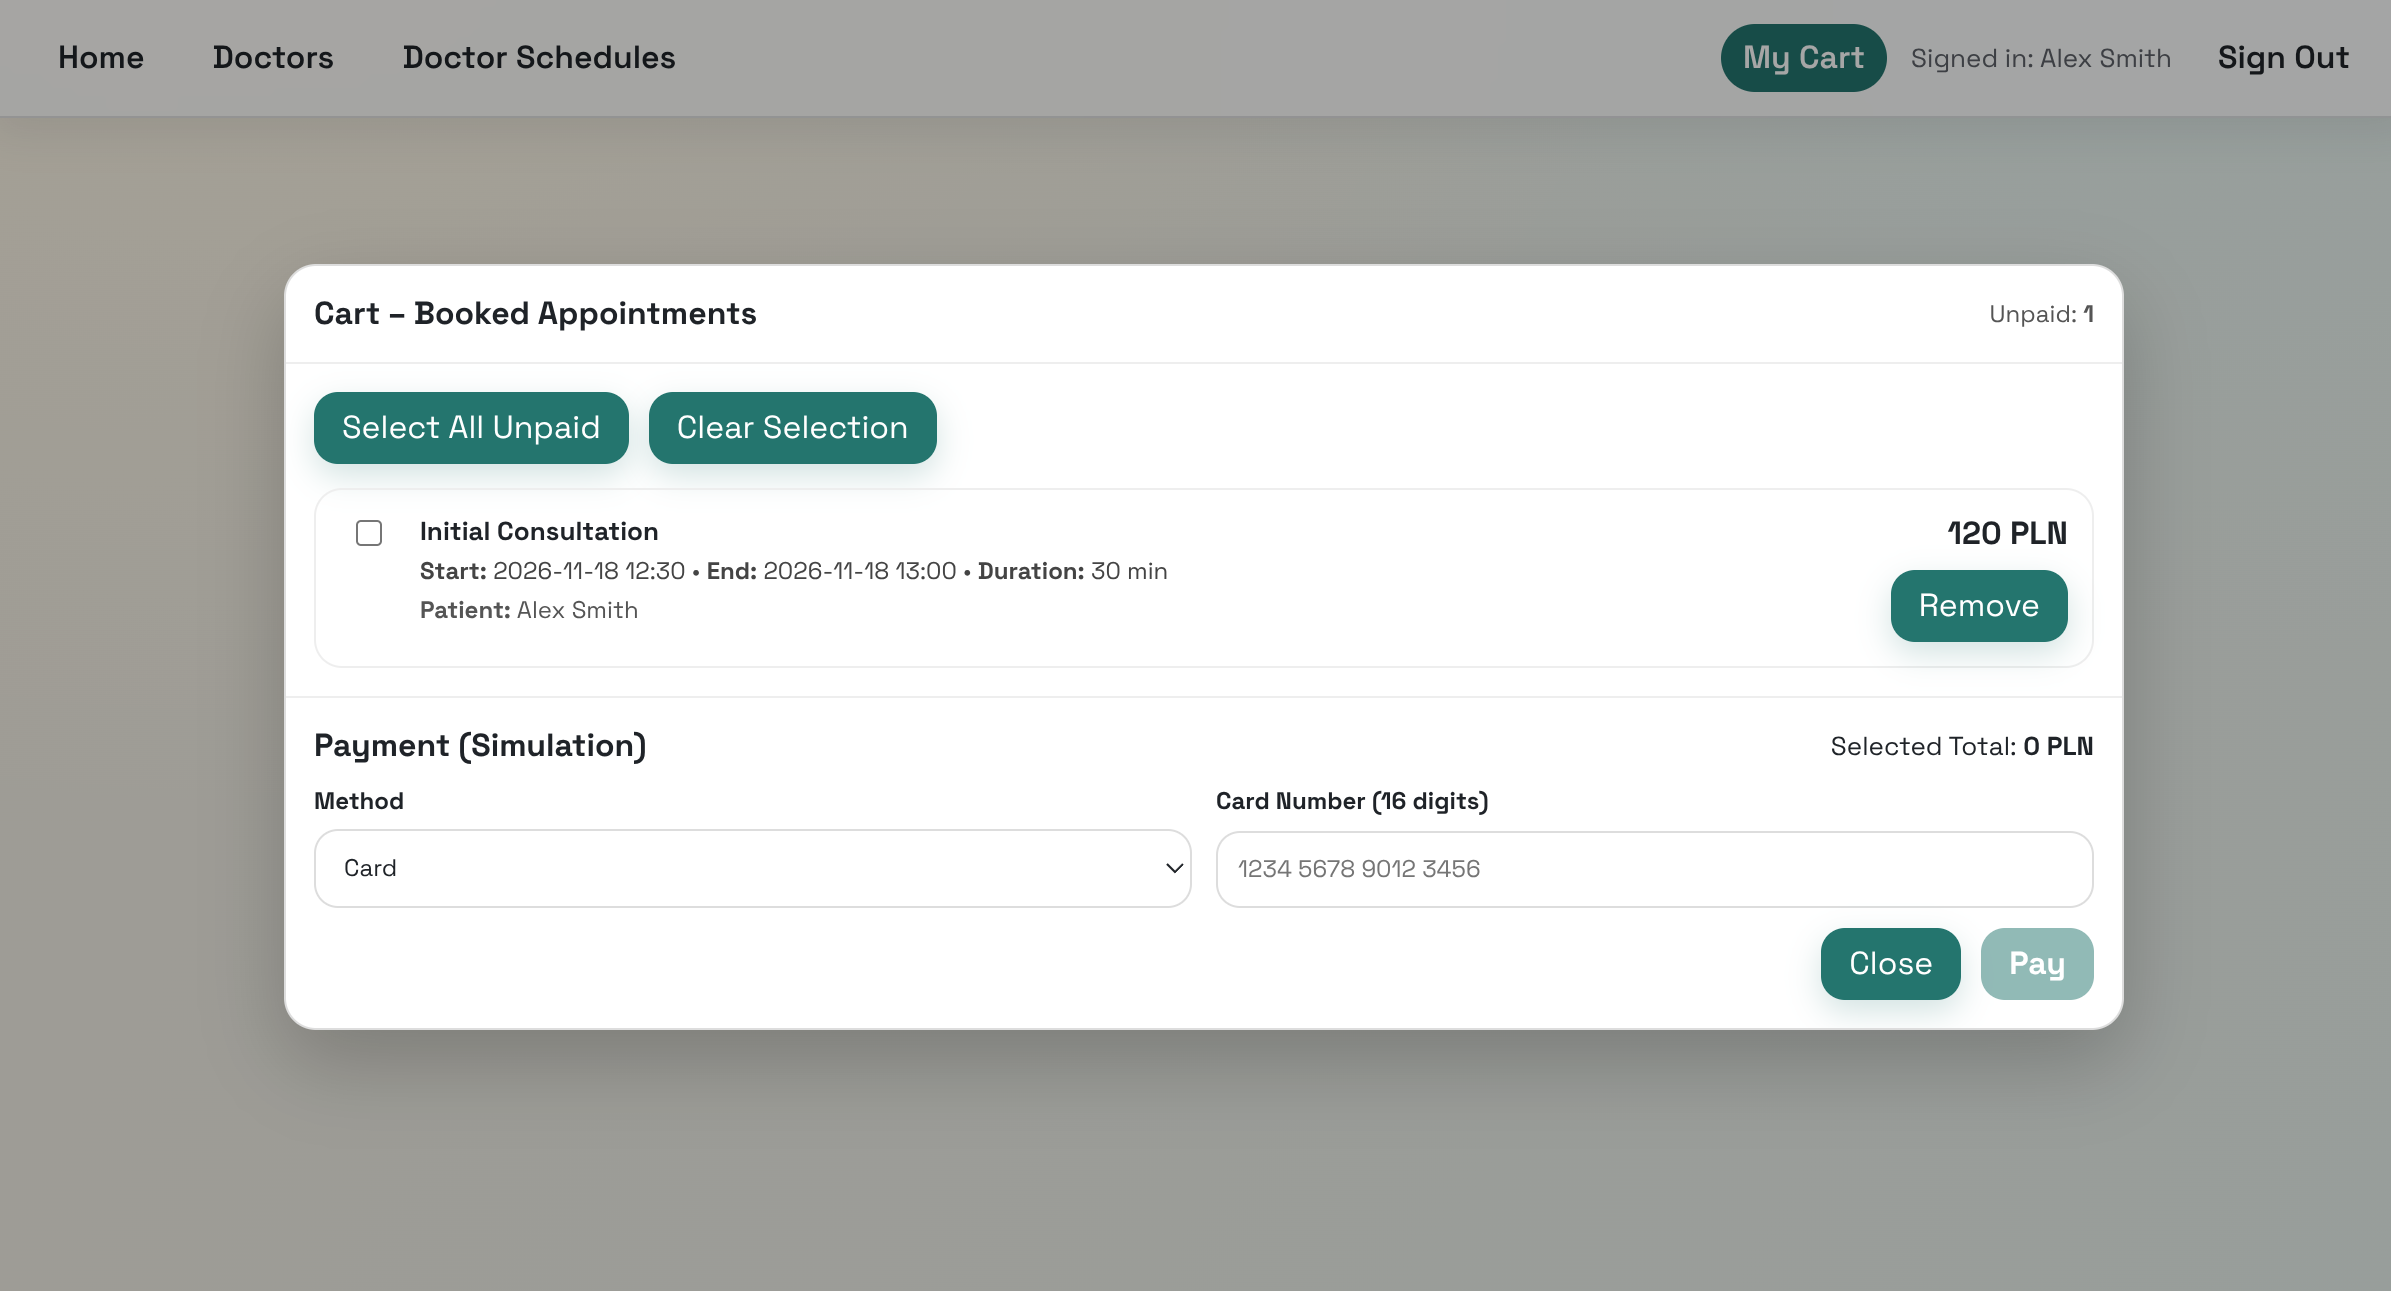 Home Doctors Doctor Schedules My Cart Signed in: Alex Smith Sign Out
Cart – Booked Appointments Unpaid: 1
Select All Unpaid Clear Selection
Initial Consultation 120 PLN
Start: 2026-11-18 12:30 • End: 2026-11-18 13:00 • Duration: 30 min
Patient: Alex Smith Remove
Payment (Simulation) Selected Total: 0 PLN
Method Card Number (16 digits)
Card 1234 5678 9012 3456
Close Pay